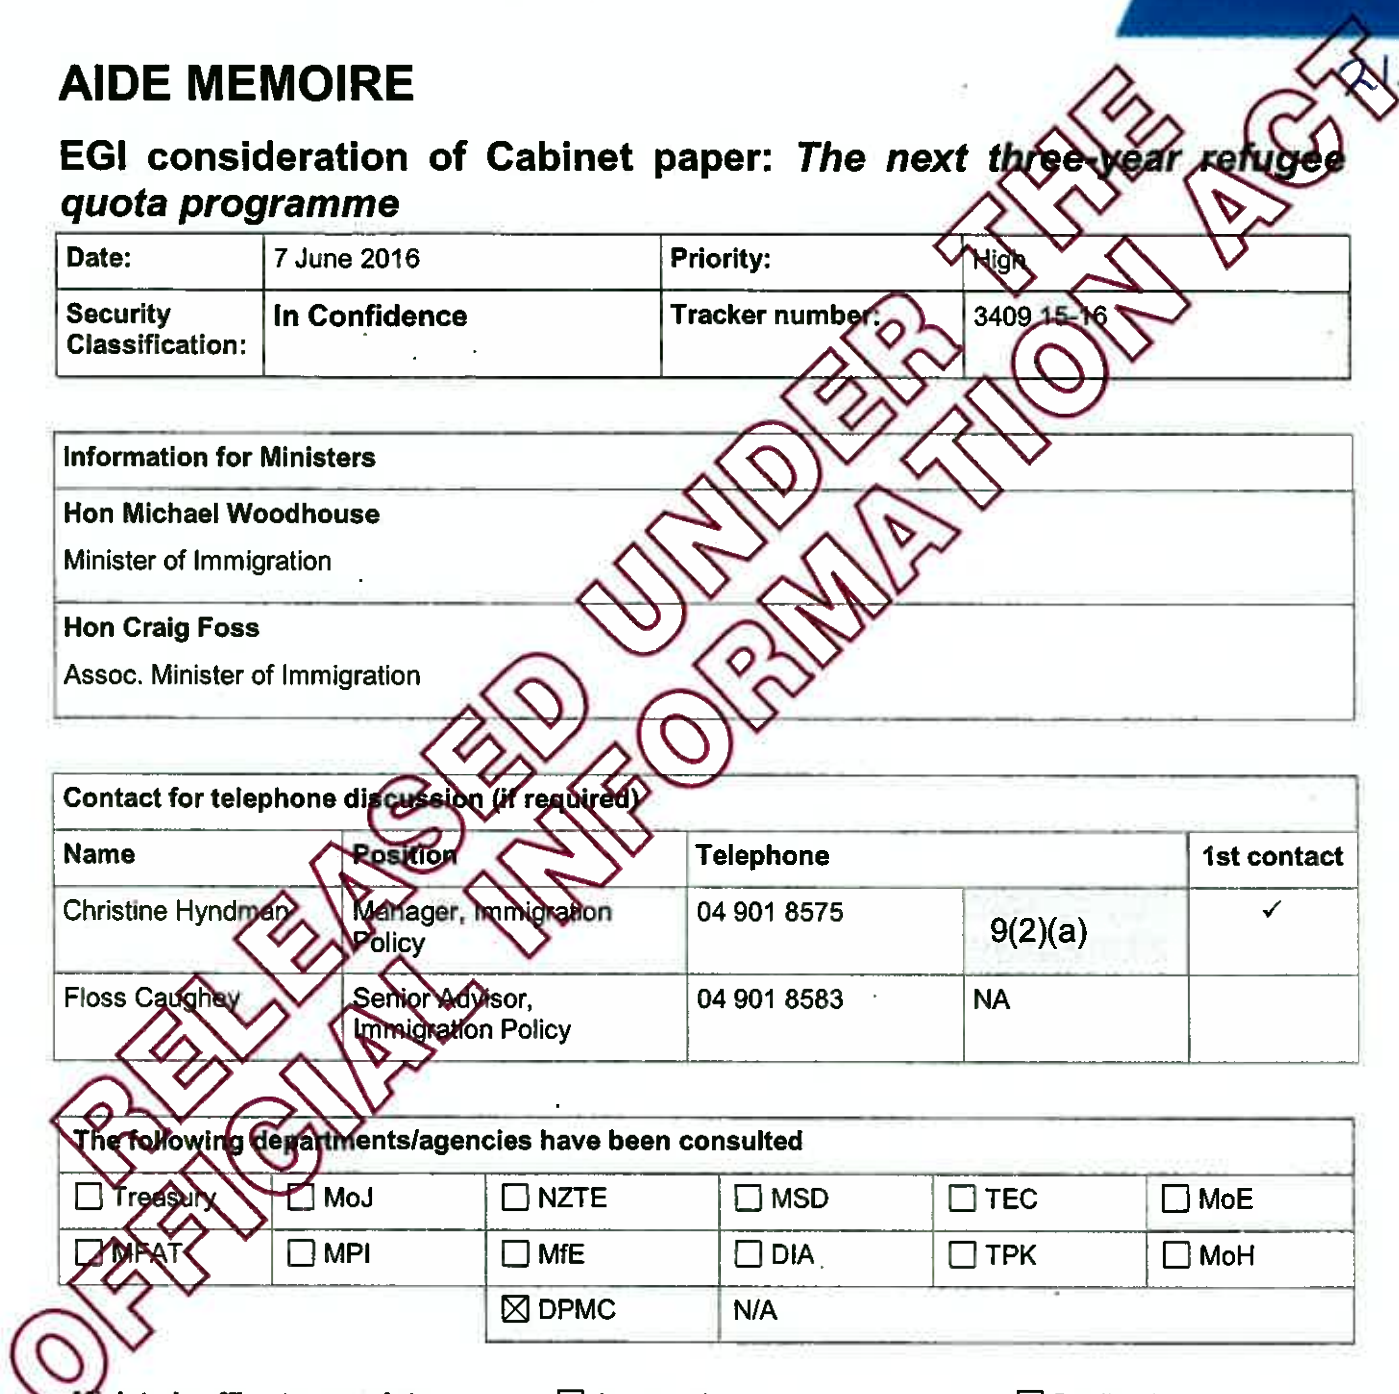 AIDE MEMOIRE
EGI consideration of Cabinet paper: The next three-year refugee
quota programme
Date: 7 June 2016 Priority: High
Security Classification: In Confidence Tracker number: 3409 15-16
Information for Ministers
Hon Michael Woodhouse
Minister of Immigration
Hon Craig Foss
Assoc. Minister of Immigration
Contact for telephone discussion (if required)
Name Position Telephone 1st contact
Christine Hyndman Manager, Immigration Policy 04 901 8575 9(2)(a) ✓
Floss Caughey Senior Advisor, Immigration Policy 04 901 8583 NA
The following departments/agencies have been consulted
☐ Treasury ☐ MoJ ☐ NZTE ☐ MSD ☐ TEC ☐ MoE
☐ MFAT ☐ MPI ☐ MfE ☐ DIA ☐ TPK ☐ MoH
☒ DPMC N/A
RELEASED UNDER THE
OFFICIAL INFORMATION ACT